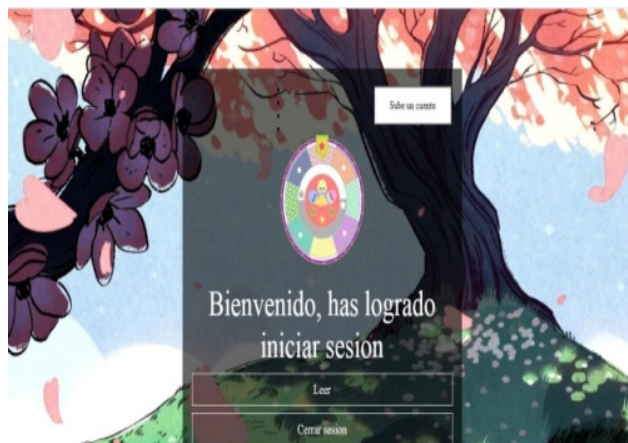 Sube un cuento
Bienvenido, has logrado
iniciar sesion
Leer
Cerrar sesion